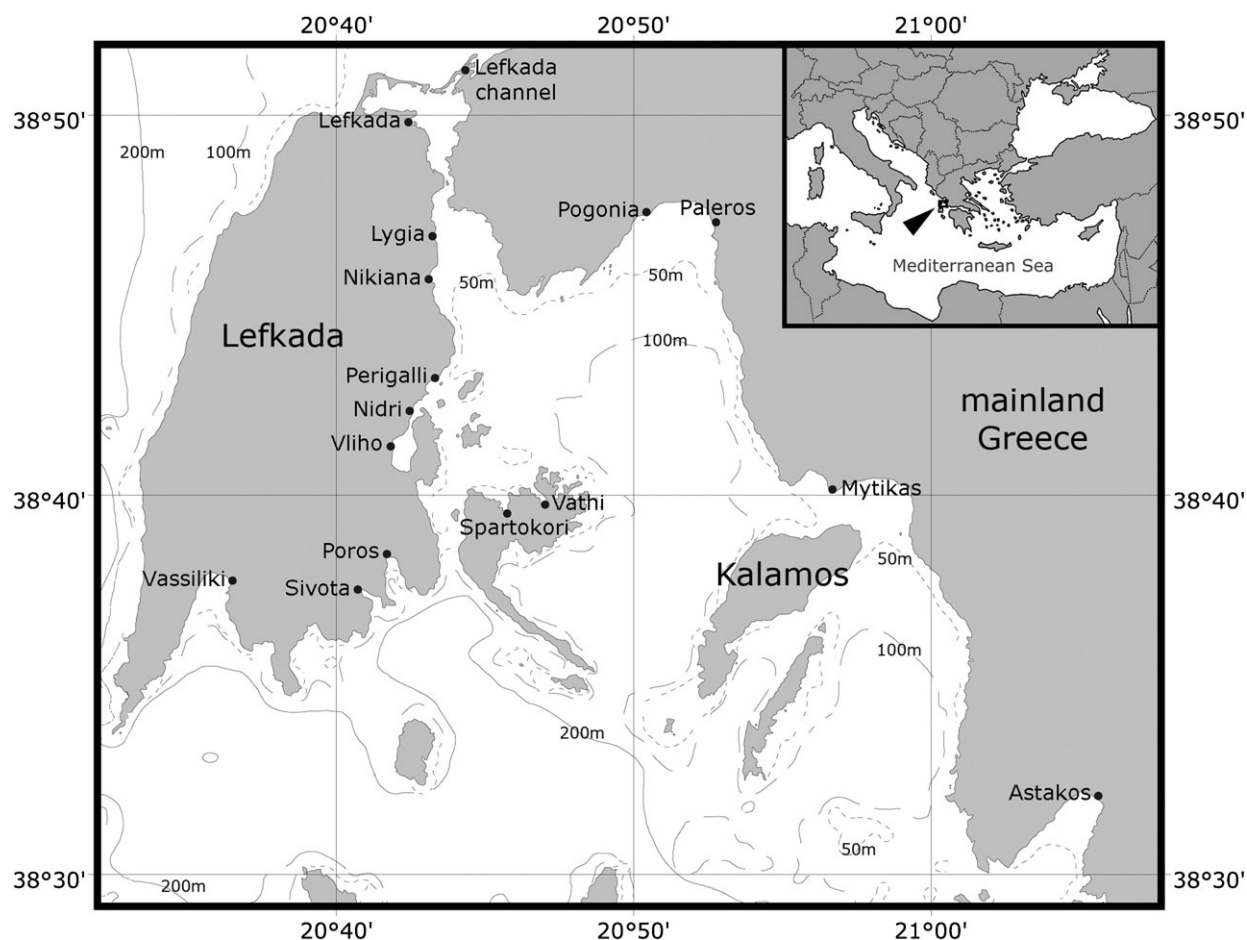 20°40'
20°50'
21°00'
Lefkada
channel
38°50'
38°50'
Lefkada
200m
100m
Pogonia
Paleros
Lygia
Mediterranean Sea
Nikiana
50m
50m
Lefkada
100m
Perigalli
mainland
Greece
Nidri
Vliho
38°40'
Mytikas
38°40'
Vathi
Spartokori
Poros
50m
Vassiliki
Sivota
Kalamos
100m
200m
Astakos
50m
38°30'
200m
38°30'
20°40'
20°50'
21°00'